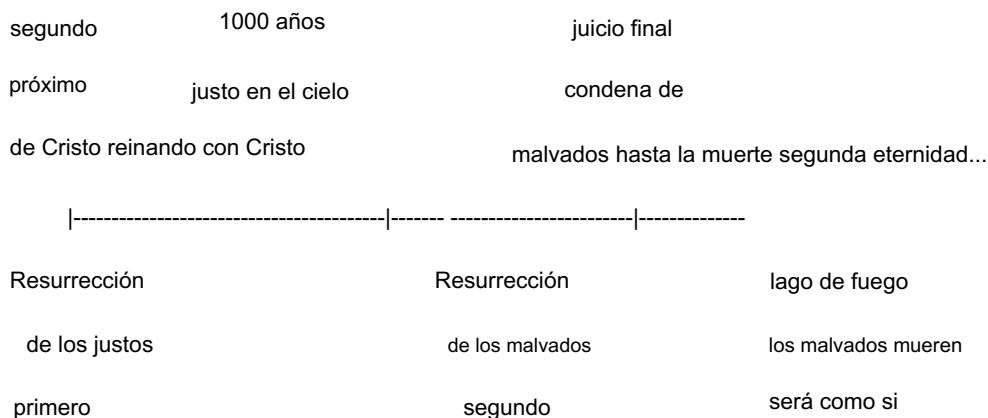 segundo 1000 años juicio final
próximo justo en el cielo condena de
de Cristo reinando con Cristo malvados hasta la muerte segunda eternidad...
|-----------------------------------------|------- ------------------------|--------------
Resurrección Resurrección lago de fuego
de los justos de los malvados los malvados mueren
primero segundo será como si